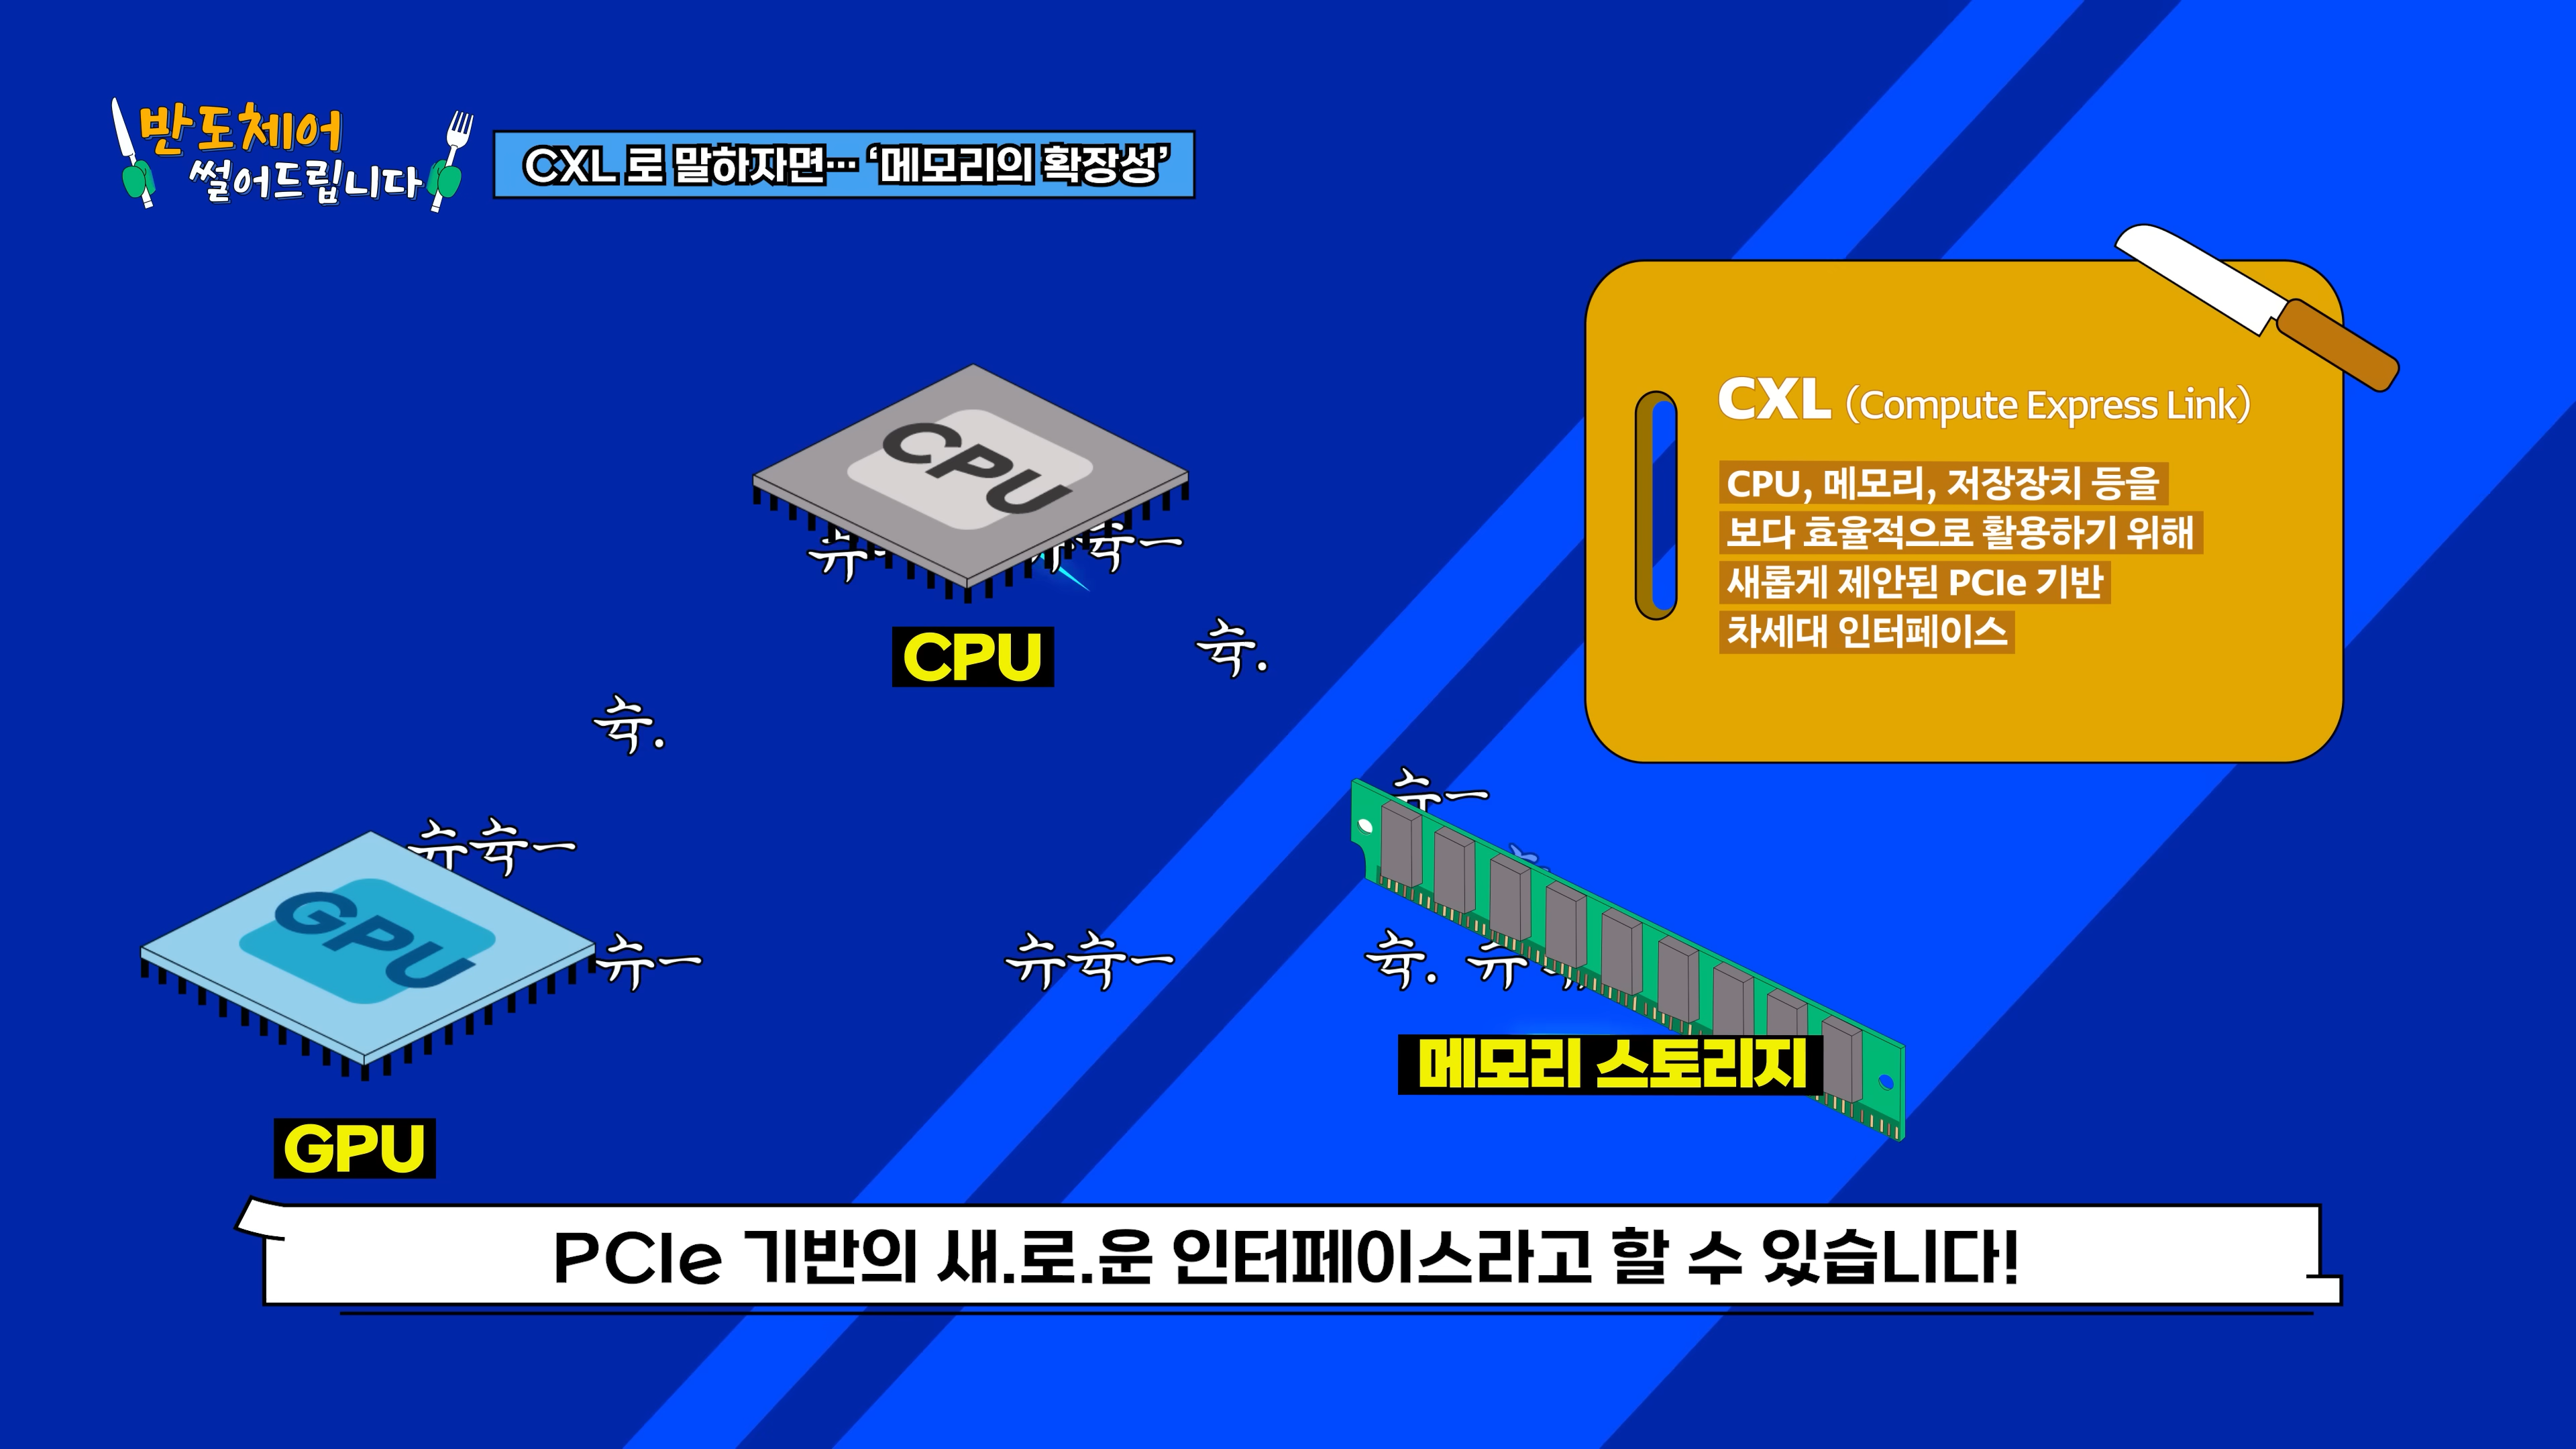 반도체어
썰어드립니다
CXL 로 말하자면… ‘메모리의 확장성’
CXL (Compute Express Link)
CPU, 메모리, 저장장치 등을
보다 효율적으로 활용하기 위해
새롭게 제안된 PCIe 기반
차세대 인터페이스
CPU
CPU
슉.
슉.
슈슉ㅡ
GPU
슈ㅡ
슈슉ㅡ
슉. 슈
메모리 스토리지
GPU
PCIe 기반의 새.로.운 인터페이스라고 할 수 있습니다!